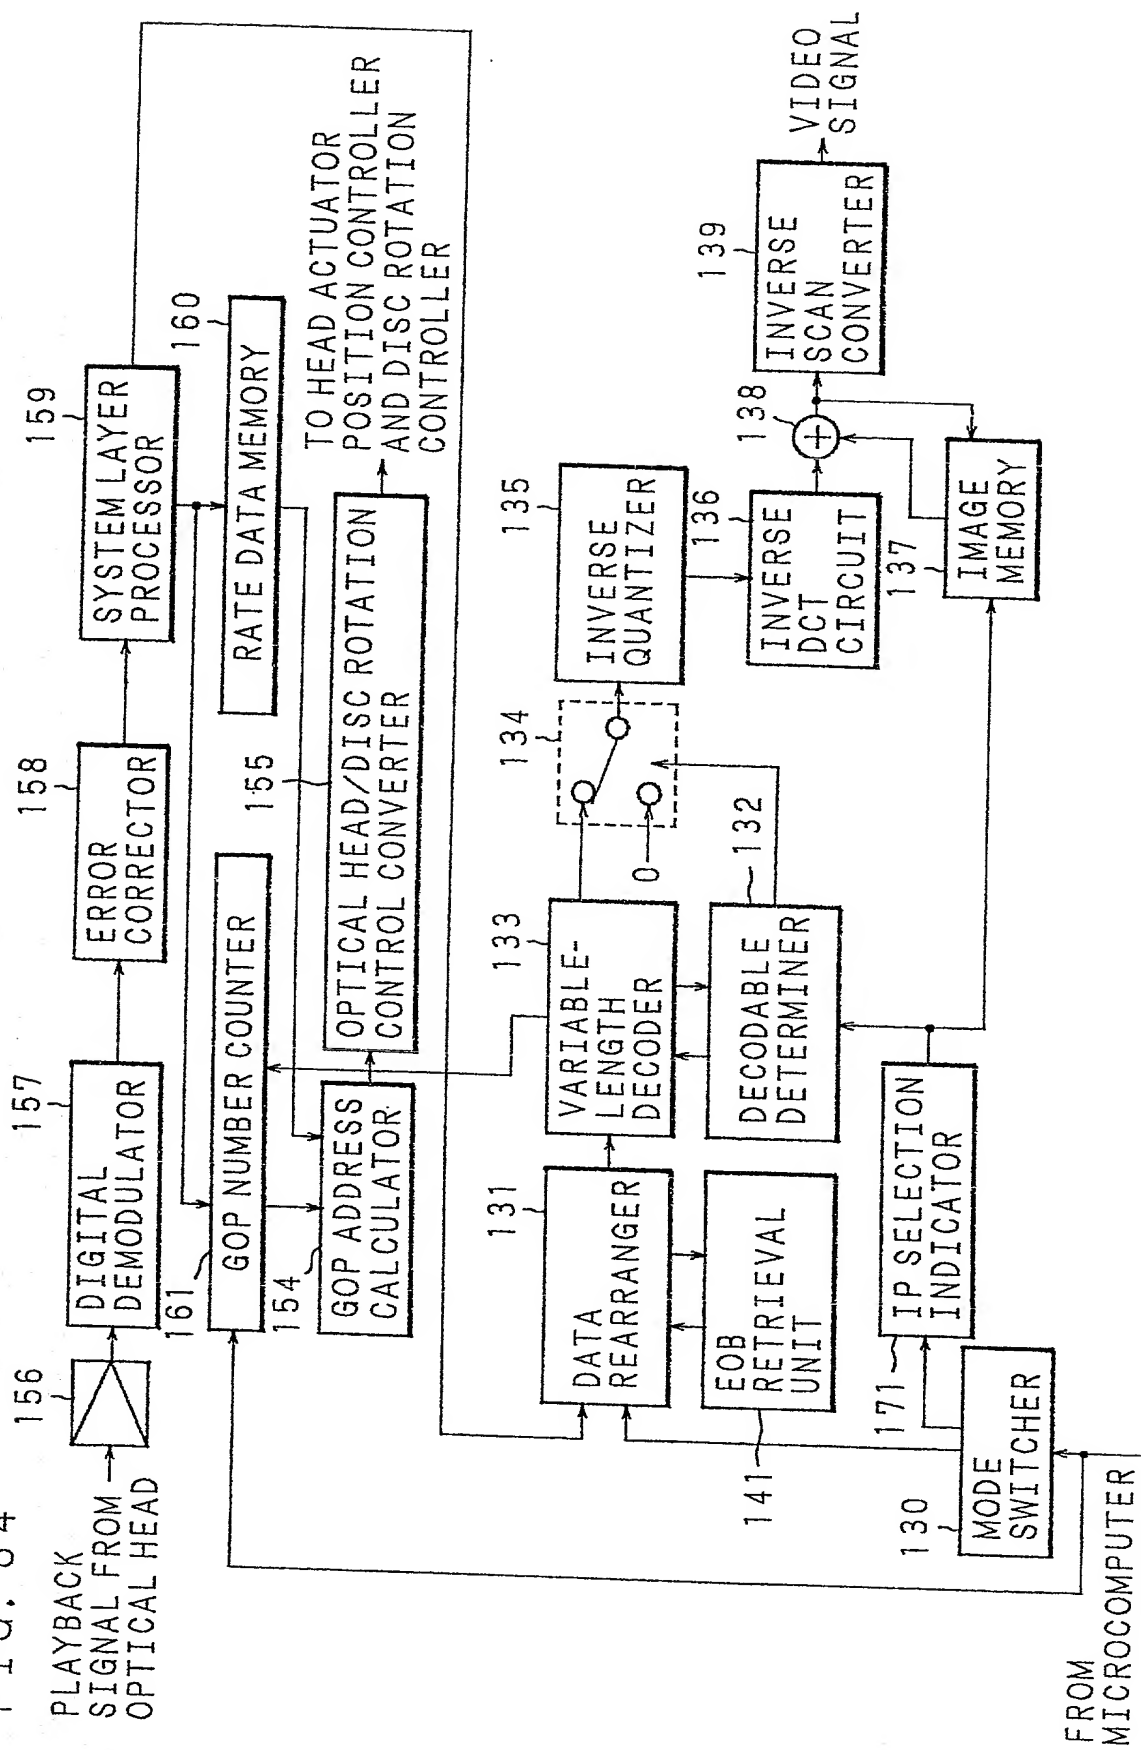 PLAYBACK
SIGNAL FROM
OPTICAL HEAD
156
157
DIGITAL
DEMODULATOR
158
ERROR
CORRECTOR
159
SYSTEM LAYER
PROCESSOR
161
GOP NUMBER COUNTER
160
RATE DATA MEMORY
154
GOP ADDRESS
CALCULATOR
155
OPTICAL HEAD/DISC ROTATION
CONTROL CONVERTER
TO HEAD ACTUATOR
POSITION CONTROLLER
AND DISC ROTATION
CONTROLLER
131
DATA
REARRANGER
133
VARIABLE-
LENGTH
DECODER
134
0
135
INVERSE
QUANTIZER
141
EOB
RETRIEVAL
UNIT
132
DECODABLE
DETERMINER
136
INVERSE
DCT
CIRCUIT
138
+
139
INVERSE
SCAN
CONVERTER
VIDEO
SIGNAL
137
IMAGE
MEMORY
171
IP SELECTION
INDICATOR
130
MODE
SWITCHER
FROM
MICROCOMPUTER